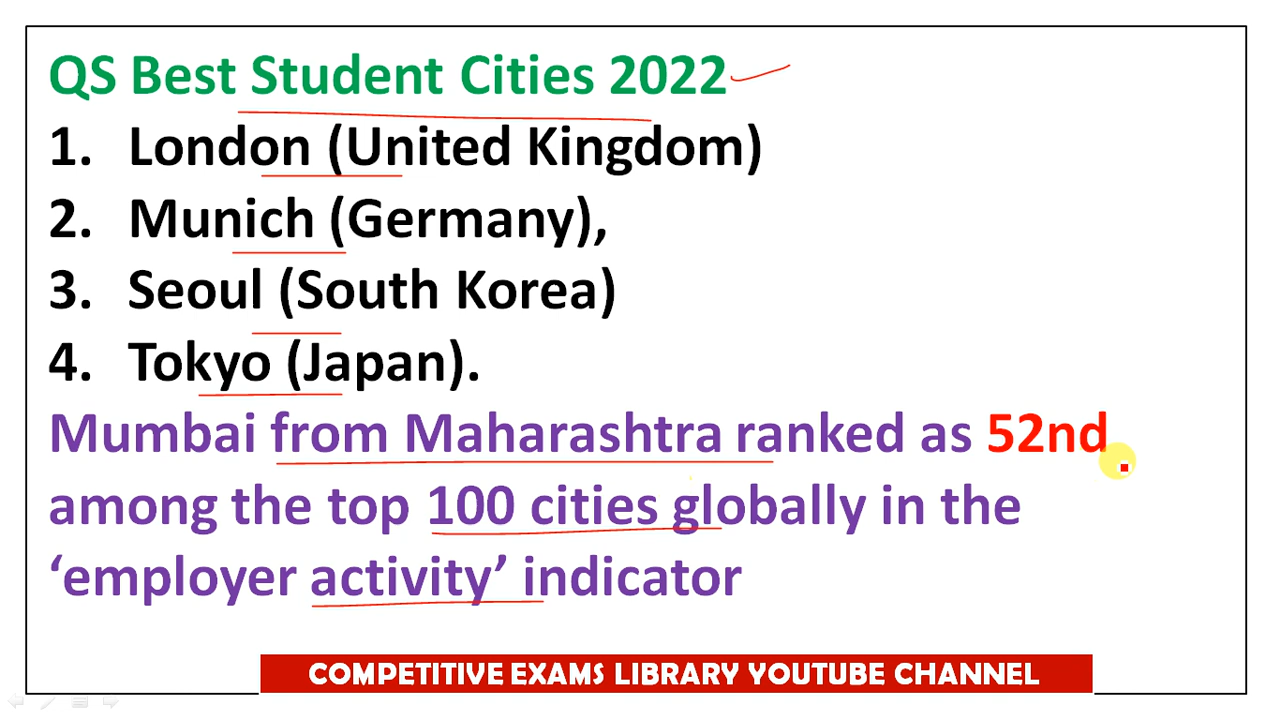 QS Best Student Cities 2022
1. London (United Kingdom)
2. Munich (Germany),
3. Seoul (South Korea)
4. Tokyo (Japan).
Mumbai from Maharashtra ranked as 52nd
among the top 100 cities globally in the
‘employer activity’ indicator
COMPETITIVE EXAMS LIBRARY YOUTUBE CHANNEL